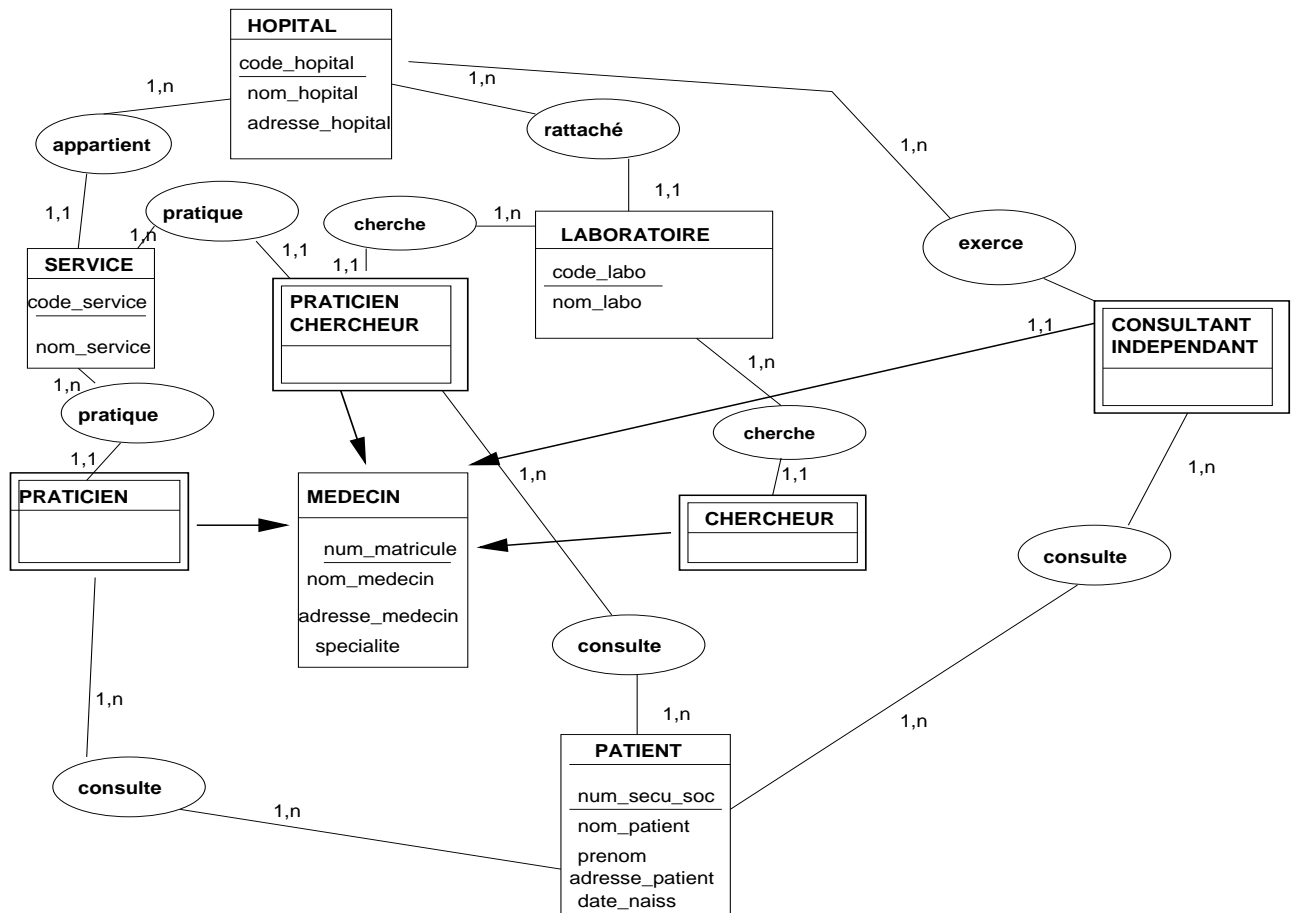 HOPITAL
code_hopital
nom_hopital
adresse_hopital
1,n
1,n
1,n
appartient
rattaché
1,1
1,1
pratique
cherche
1,n
1,n
1,1
1,1
exerce
SERVICE
code_service
nom_service
PRATICIEN
CHERCHEUR
LABORATOIRE
code_labo
nom_labo
1,1
CONSULTANT
INDEPENDANT
1,n
pratique
1,1
1,n
cherche
1,1
1,n
1,n
PRATICIEN
MEDECIN
num_matricule
nom_medecin
adresse_medecin
specialite
CHERCHEUR
consulte
consulte
1,n
1,n
1,n
consulte
1,n
PATIENT
num_secu_soc
nom_patient
prenom
adresse_patient
date_naiss